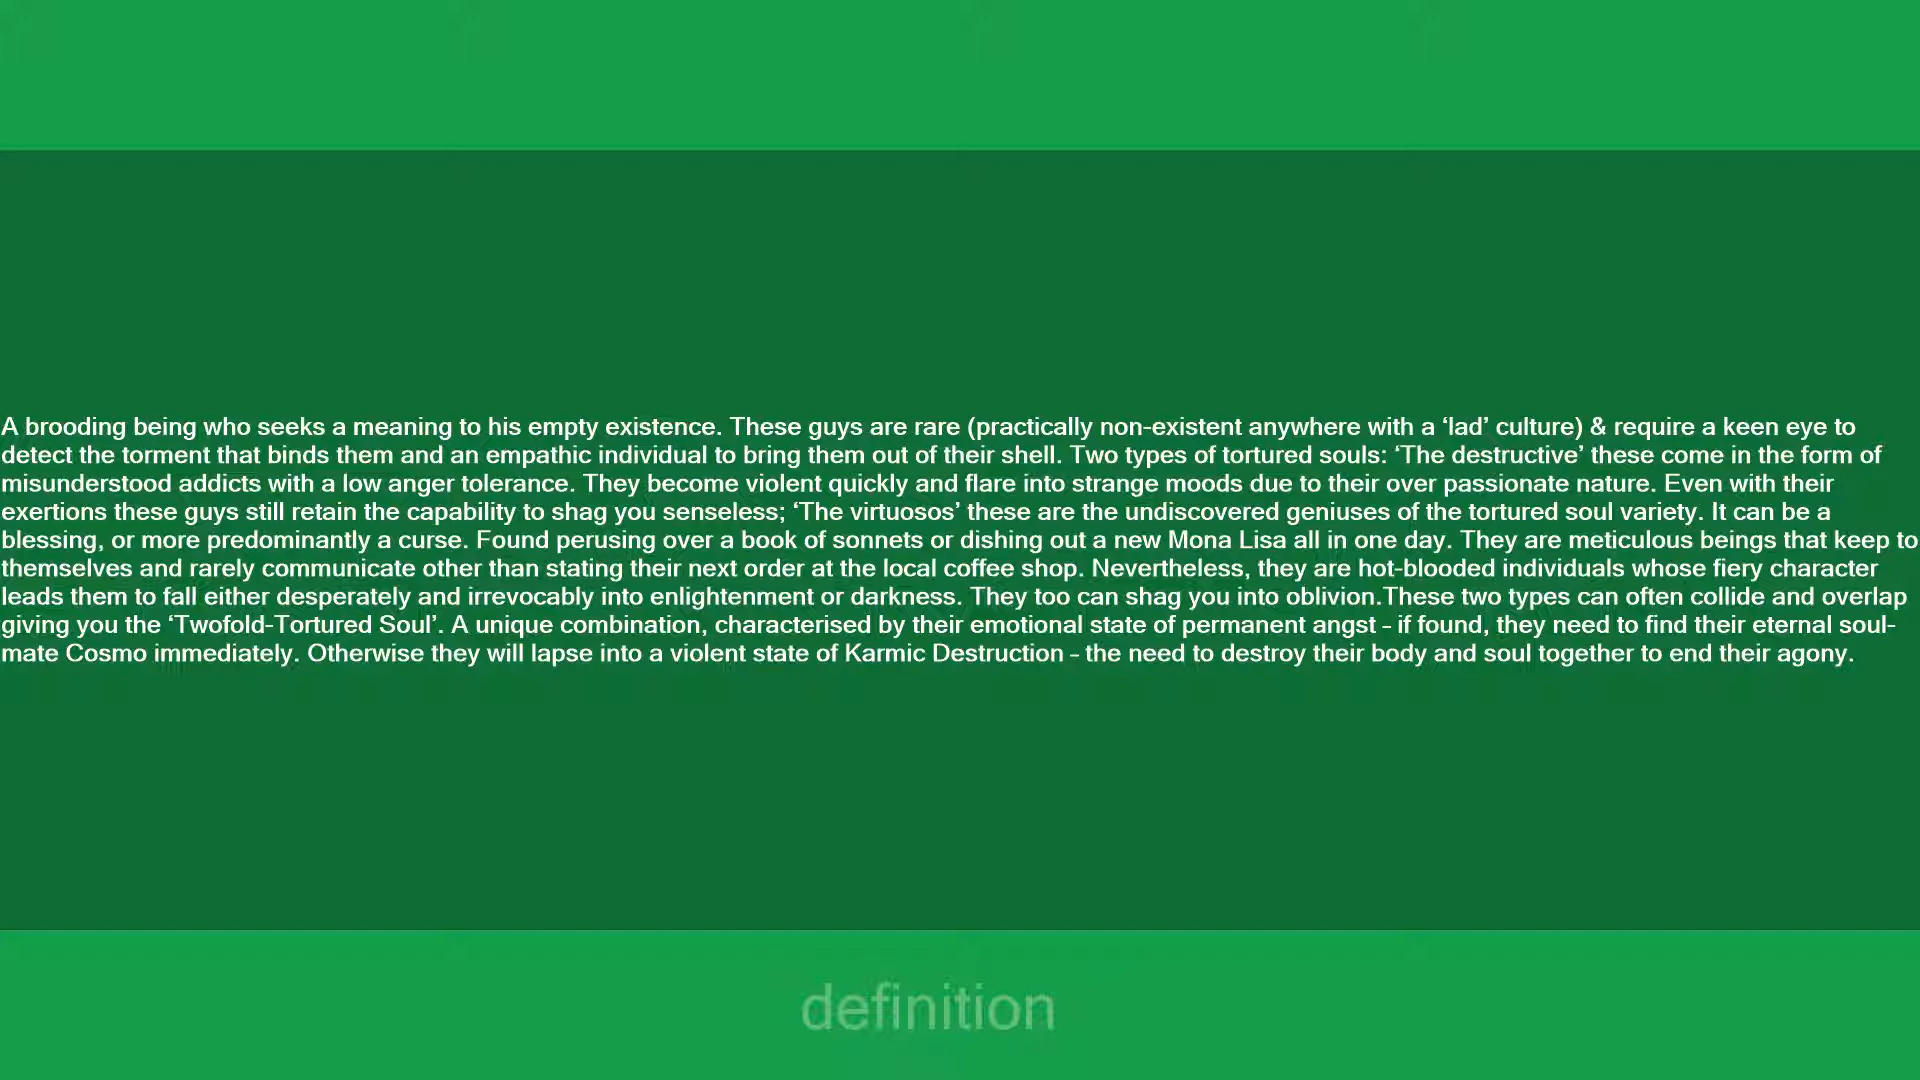 A brooding being who seeks a meaning to his empty existence. These guys are rare (practically non-existent anywhere with a ‘lad’ culture) & require a keen eye to
detect the torment that binds them and an empathic individual to bring them out of their shell. Two types of tortured souls: ‘The destructive’ these come in the form of
misunderstood addicts with a low anger tolerance. They become violent quickly and flare into strange moods due to their over passionate nature. Even with their
exertions these guys still retain the capability to shag you senseless; ‘The virtuosos’ these are the undiscovered geniuses of the tortured soul variety. It can be a
blessing, or more predominantly a curse. Found perusing over a book of sonnets or dishing out a new Mona Lisa all in one day. They are meticulous beings that keep to
themselves and rarely communicate other than stating their next order at the local coffee shop. Nevertheless, they are hot-blooded individuals whose fiery character
leads them to fall either desperately and irrevocably into enlightenment or darkness. They too can shag you into oblivion.These two types can often collide and overlap
giving you the ‘Twofold-Tortured Soul’. A unique combination, characterised by their emotional state of permanent angst – if found, they need to find their eternal soul-
mate Cosmo immediately. Otherwise they will lapse into a violent state of Karmic Destruction – the need to destroy their body and soul together to end their agony.
definition